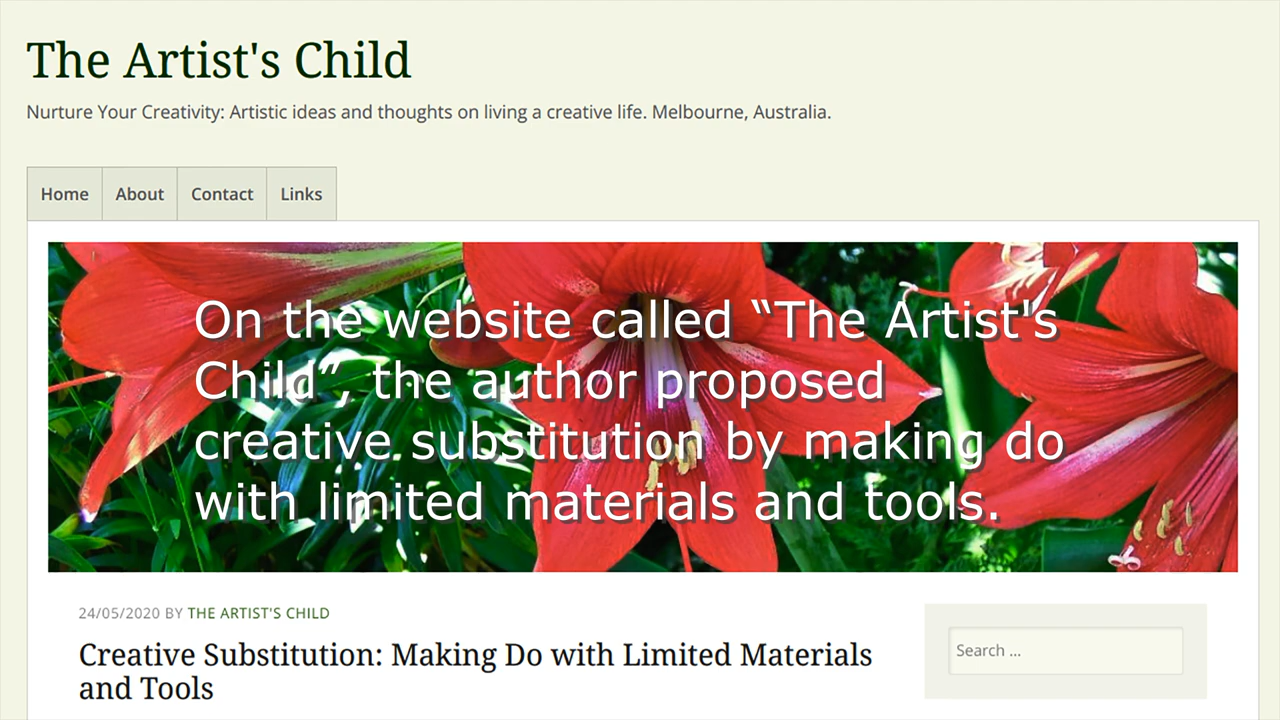 The Artist's Child
Nurture Your Creativity: Artistic ideas and thoughts on living a creative life. Melbourne, Australia.
Home About Contact Links
On the website called “The Artist's
Child”, the author proposed
creative substitution by making do
with limited materials and tools.
24/05/2020 BY THE ARTIST'S CHILD
Creative Substitution: Making Do with Limited Materials
and Tools
Search ...